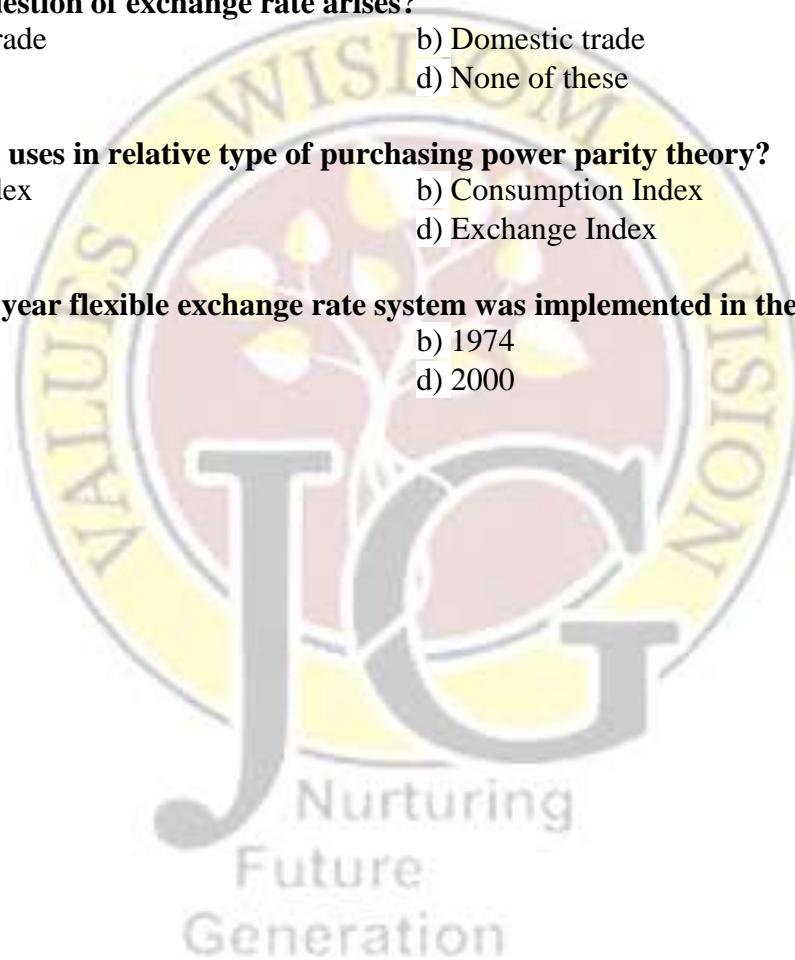 estion of exchange rate arises?
rade b) Domestic trade
d) None of these
uses in relative type of purchasing power parity theory?
lex b) Consumption Index
d) Exchange Index
year flexible exchange rate system was implemented in the
b) 1974
d) 2000
WISDOM
VALUES
VISION
JG
Nurturing
Future
Generation